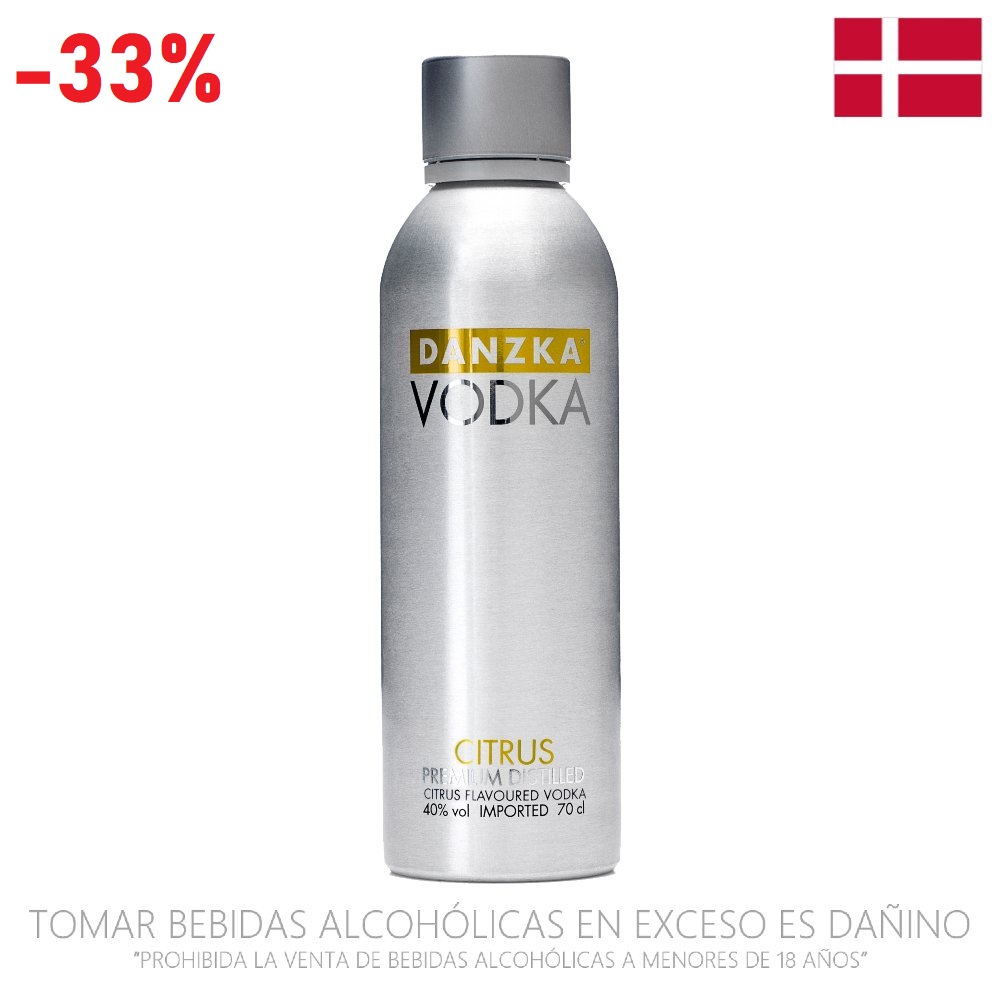 -33%
DANZKA
VODKA
CITRUS
PREMIUM DISTILLED
CITRUS FLAVOURED VODKA
40% vol IMPORTED 70 cl
TOMAR BEBIDAS ALCOHÓLICAS EN EXCESO ES DAÑINO
"PROHIBIDA LA VENTA DE BEBIDAS ALCOHÓLICAS A MENORES DE 18 AÑOS"